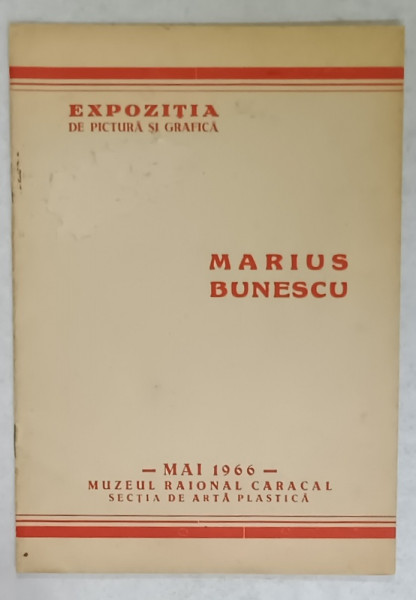 EXPOZIȚIA
DE PICTURĂ ȘI GRAFICĂ
MARIUS
BUNESCU
— MAI 1966 —
MUZEUL RAIONAL CARACAL
SECȚIA DE ARTĂ PLASTICĂ